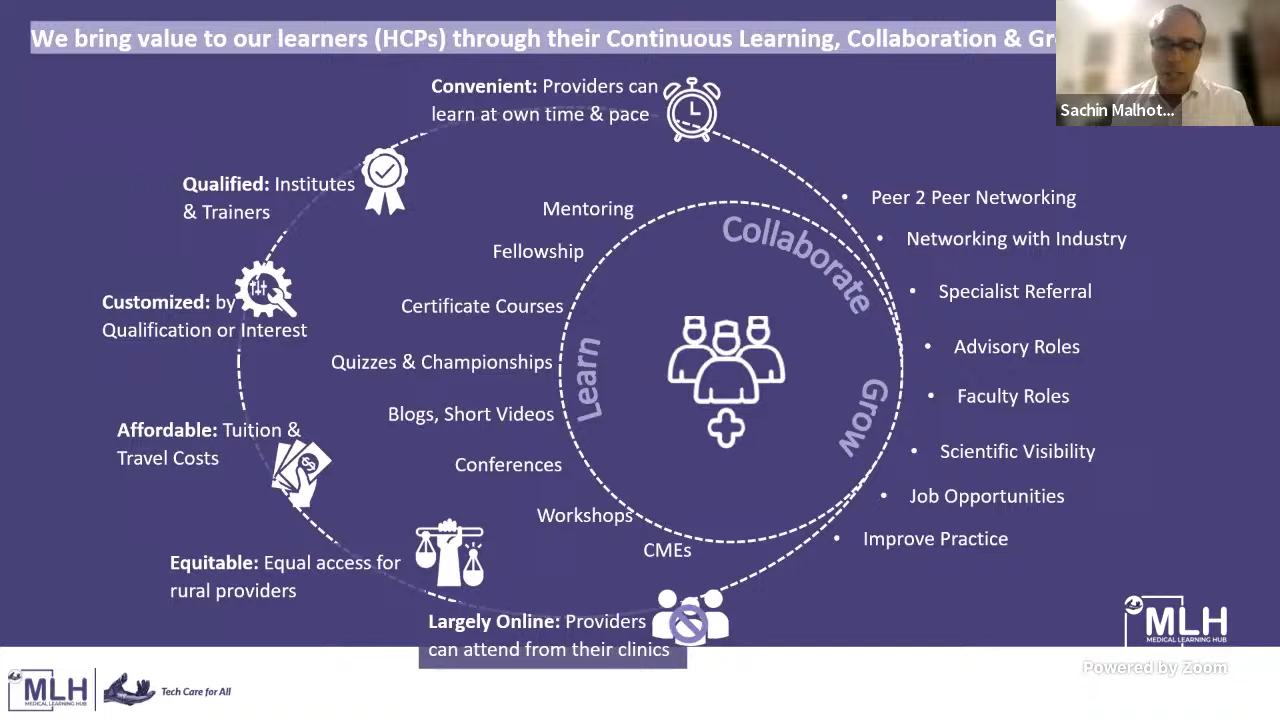 We bring value to our learners (HCPs) through their Continuous Learning, Collaboration & Gr
Sachin Malhot...
Convenient: Providers can
learn at own time & pace
Qualified: Institutes
& Trainers
Customized: by
Qualification or Interest
Affordable: Tuition &
Travel Costs
Equitable: Equal access for
rural providers
Largely Online: Providers
can attend from their clinics
Mentoring
Fellowship
Certificate Courses
Quizzes & Championships
Blogs, Short Videos
Conferences
Workshops
CMEs
Learn
Collaborate
Grow
• Peer 2 Peer Networking
• Networking with Industry
• Specialist Referral
• Advisory Roles
• Faculty Roles
• Scientific Visibility
• Job Opportunities
• Improve Practice
MLH
MEDICAL LEARNING HUB
Powered by Zoom
MLH
MEDICAL LEARNING HUB
Tech Care for All